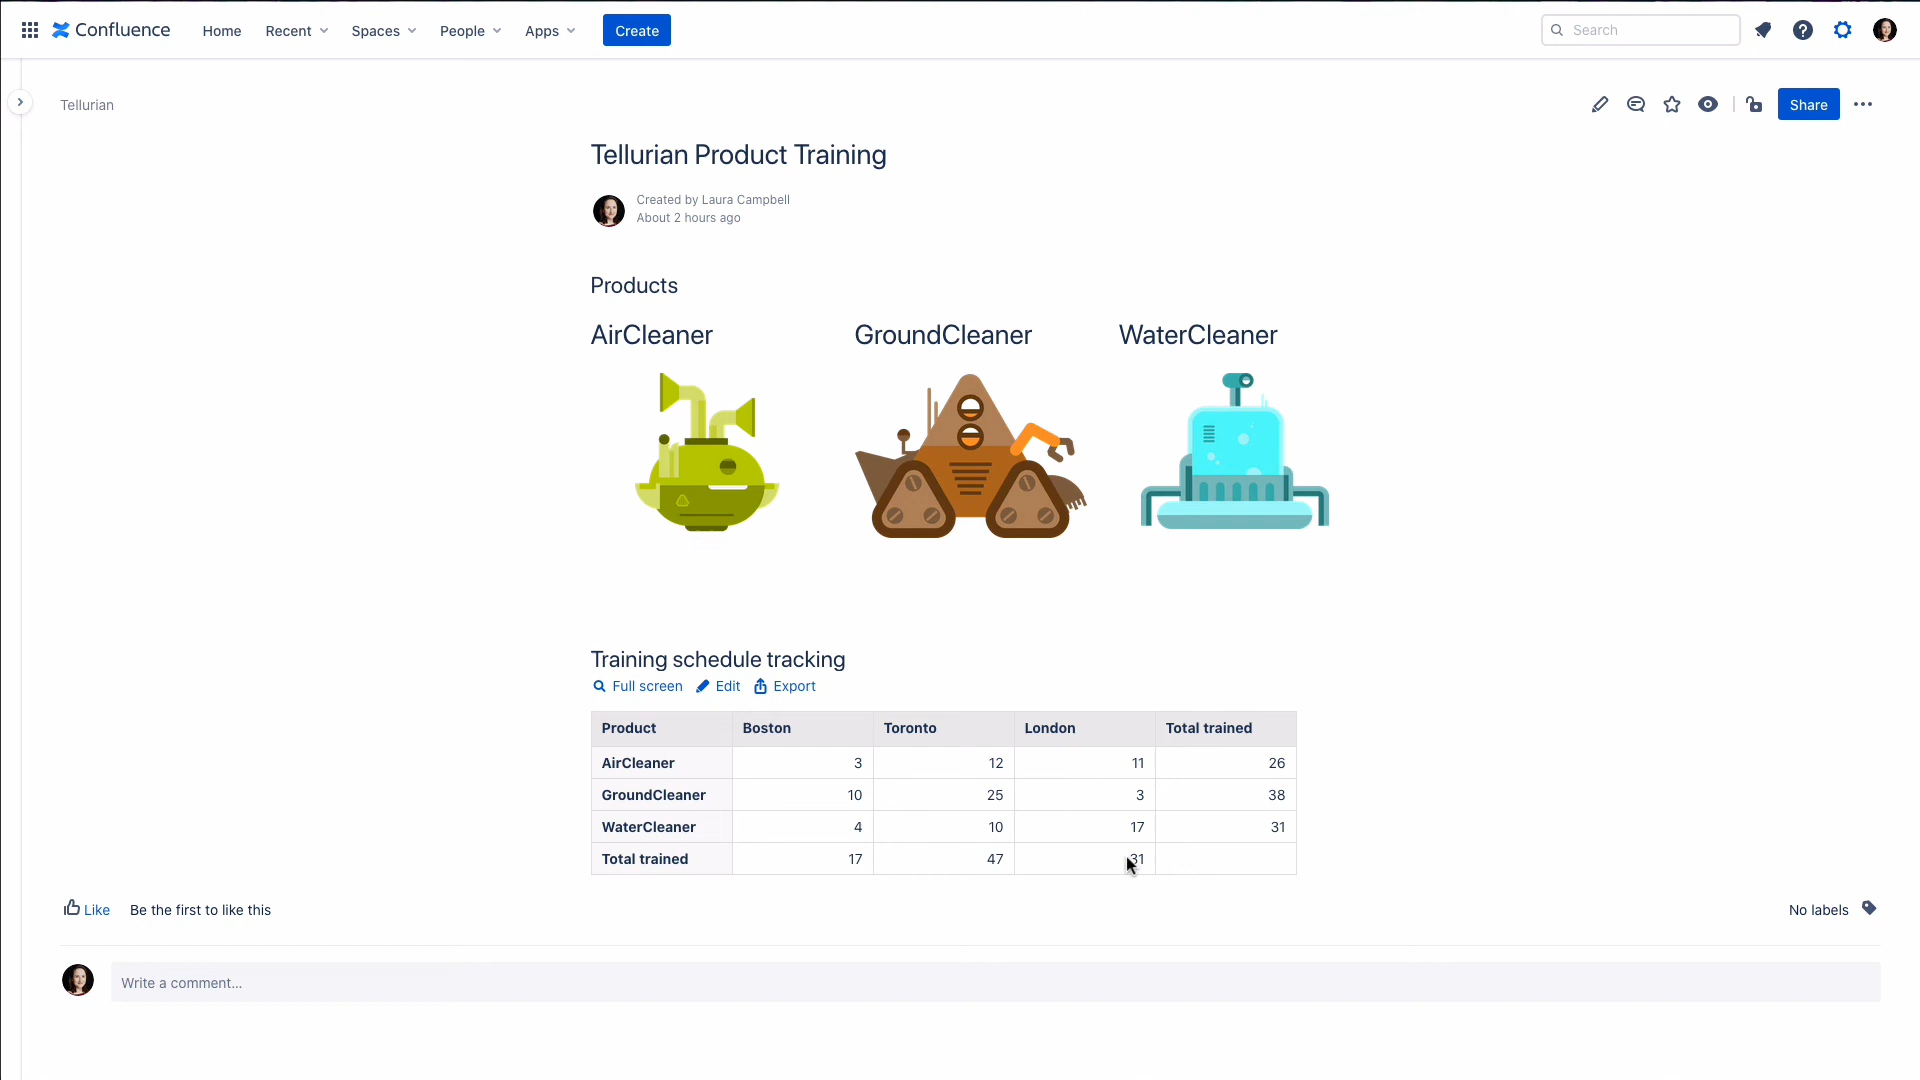 Confluence Home Recent Spaces People Apps Create Search
Tellurian Share
Tellurian Product Training
Created by Laura Campbell
About 2 hours ago
Products
AirCleaner GroundCleaner WaterCleaner
Training schedule tracking
Full screen Edit Export
Product Boston Toronto London Total trained
AirCleaner 3 12 11 26
GroundCleaner 10 25 3 38
WaterCleaner 4 10 17 31
Total trained 17 47 31
Like Be the first to like this No labels
Write a comment...